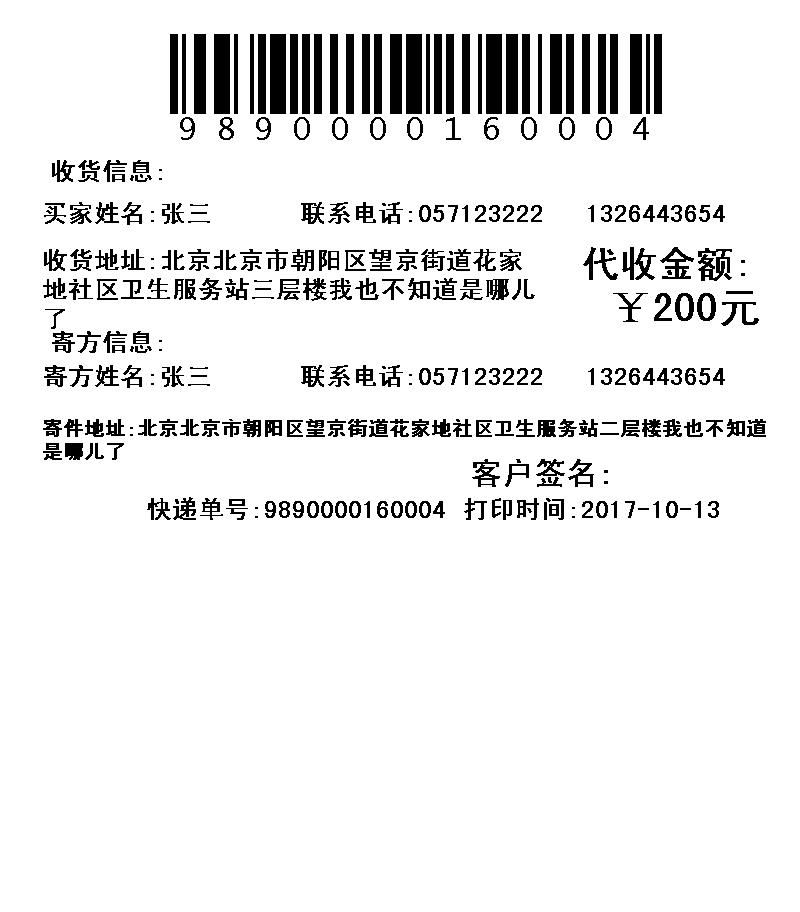 9890000160004
收货信息:
买家姓名:张三 联系电话:057123222 1326443654
收货地址:北京北京市朝阳区望京街道花家
地社区卫生服务站三层楼我也不知道是哪儿
了
代收金额:
￥200元
寄方信息:
寄方姓名:张三 联系电话:057123222 1326443654
寄件地址:北京北京市朝阳区望京街道花家地社区卫生服务站二层楼我也不知道
是哪儿了
客户签名:
快递单号:9890000160004 打印时间:2017-10-13